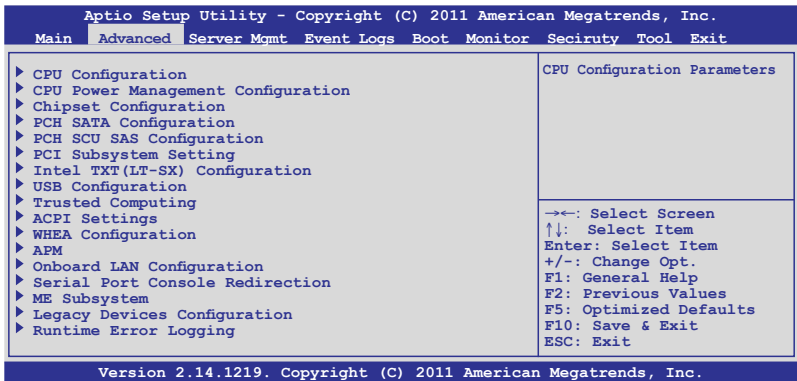 Aptio Setup Utility - Copyright (C) 2011 American Megatrends, Inc.
Main Advanced Server Mgmt Event Logs Boot Monitor Seciruty Tool Exit
CPU Configuration
CPU Power Management Configuration
Chipset Configuration
PCH SATA Configuration
PCH SCU SAS Configuration
PCI Subsystem Setting
Intel TXT(LT-SX) Configuration
USB Configuration
Trusted Computing
ACPI Settings
WHEA Configuration
APM
Onboard LAN Configuration
Serial Port Console Redirection
ME Subsystem
Legacy Devices Configuration
Runtime Error Logging
CPU Configuration Parameters
→←: Select Screen
↑↓: Select Item
Enter: Select Item
+/-: Change Opt.
F1: General Help
F2: Previous Values
F5: Optimized Defaults
F10: Save & Exit
ESC: Exit
Version 2.14.1219. Copyright (C) 2011 American Megatrends, Inc.